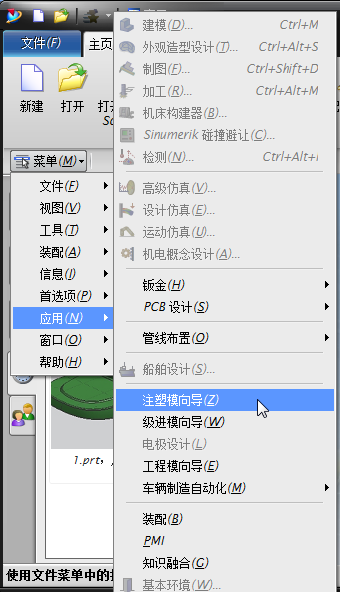 文件(F)
主页
新建
打开
菜单(M)
文件(F)
视图(V)
工具(T)
装配(A)
信息(I)
首选项(P)
应用(N)
窗口(O)
帮助(H)
1.prt,
使用文件菜单中的
建模(D)... Ctrl+M
外观造型设计(T)... Ctrl+Alt+S
制图(F)... Ctrl+Shift+D
加工(R)... Ctrl+Alt+M
机床构建器(B)...
Sinumerik 碰撞避让(C)...
检测(N)... Ctrl+Alt+I
高级仿真(V)...
设计仿真(E)...
运动仿真(U)...
机电概念设计(A)...
钣金(H)
PCB 设计(S)
管线布置(O)
船舶设计(S)...
注塑模向导(Z)
级进模向导(W)
电极设计(L)
工程模向导(E)
车辆制造自动化(M)
装配(B)
PMI
知识融合(G)
基本环境(W)...